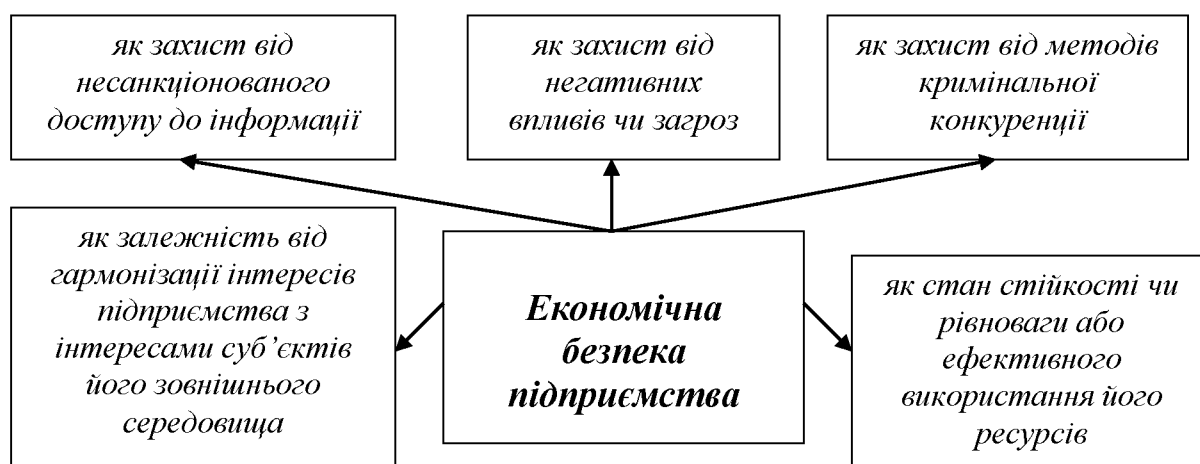 як захист від
несанкціонованого
доступу до інформації
як захист від
негативних
впливів чи загроз
як захист від методів
кримінальної
конкуренції
як залежність від
гармонізації інтересів
підприємства з
інтересами суб’єктів
його зовнішнього
середовища
Економічна
безпека
підприємства
як стан стійкості чи
рівноваги або
ефективного
використання його
ресурсів